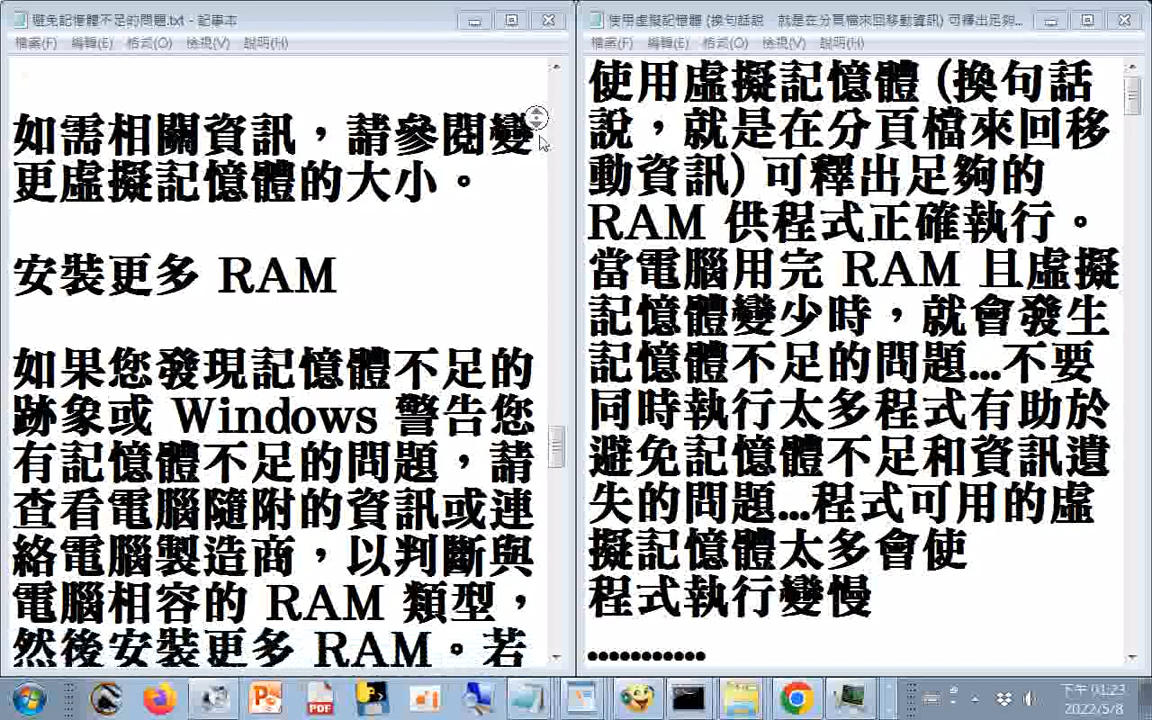 避免記憶體不足的問題.txt - 記事本
檔案(F) 編輯(E) 格式(O) 檢視(V) 說明(H)
如需相關資訊，請參閱變
更虛擬記憶體的大小。
安裝更多 RAM
如果您發現記憶體不足的
跡象或 Windows 警告您
有記憶體不足的問題，請
查看電腦隨附的資訊或連
絡電腦製造商，以判斷與
電腦相容的 RAM 類型，
然後安裝更多 RAM。若
使用虛擬記憶體 (換句話說 就是在分頁檔來回移動資訊) 可釋出足夠...
檔案(F) 編輯(E) 格式(O) 檢視(V) 說明(H)
使用虛擬記憶體 (換句話
說，就是在分頁檔來回移
動資訊) 可釋出足夠的
RAM 供程式正確執行。
當電腦用完 RAM 且虛擬
記憶體變少時，就會發生
記憶體不足的問題...不要
同時執行太多程式有助於
避免記憶體不足和資訊遺
失的問題...程式可用的虛
擬記憶體太多會使
程式執行變慢
●●●●●●●●●●●
PDF
下午 01:23
2022/5/8